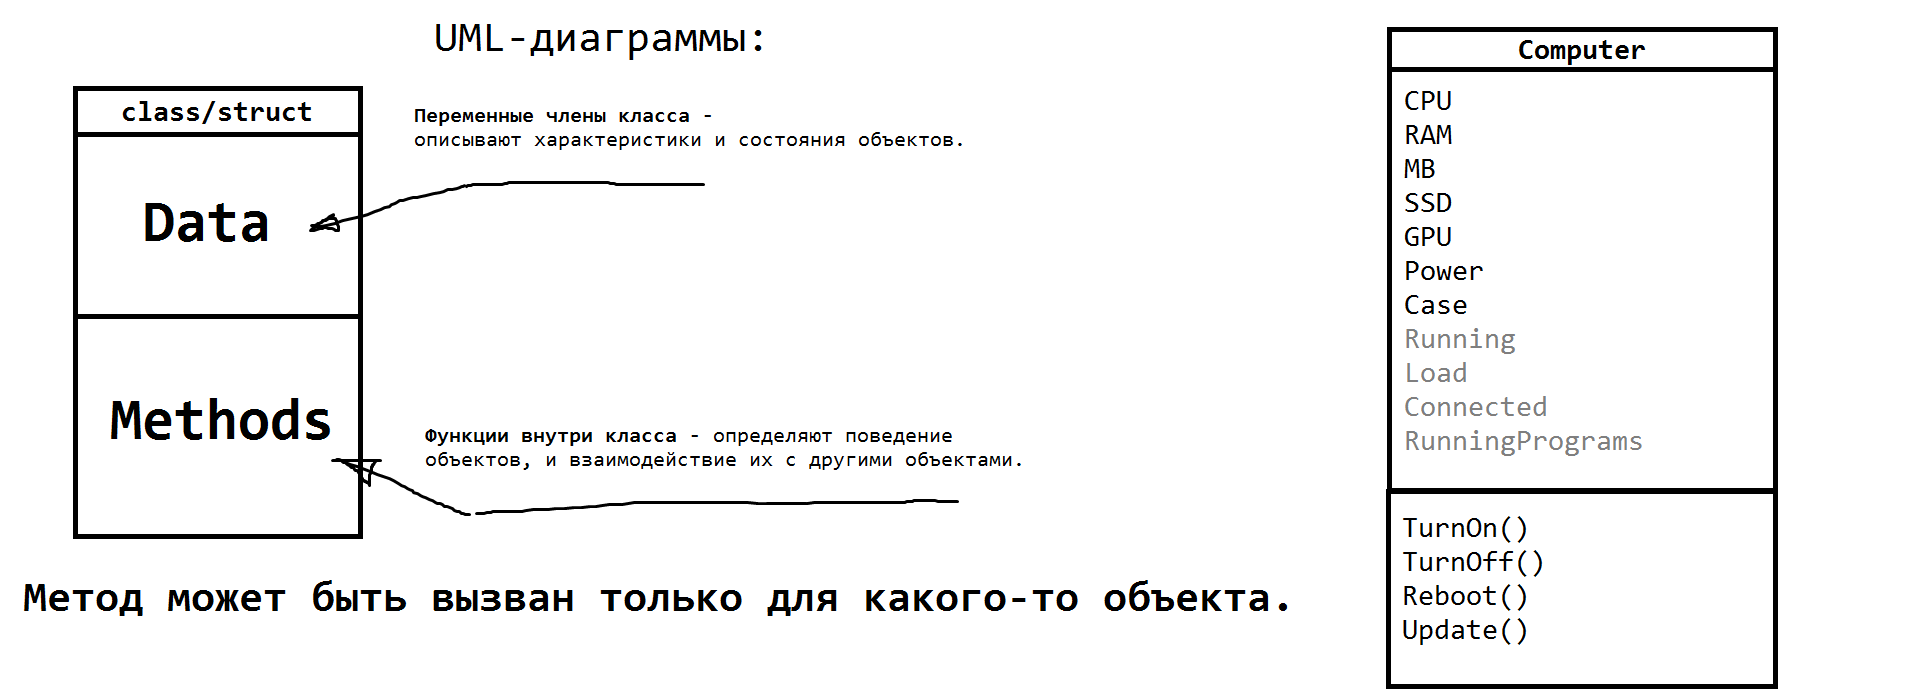 UML-диаграммы:
class/struct
Data
Methods
Переменные члены класса -
описывают характеристики и состояния объектов.
Функции внутри класса - определяют поведение
объектов, и взаимодействие их с другими объектами.
Метод может быть вызван только для какого-то объекта.
Computer
CPU
RAM
MB
SSD
GPU
Power
Case
Running
Load
Connected
RunningPrograms
TurnOn()
TurnOff()
Reboot()
Update()